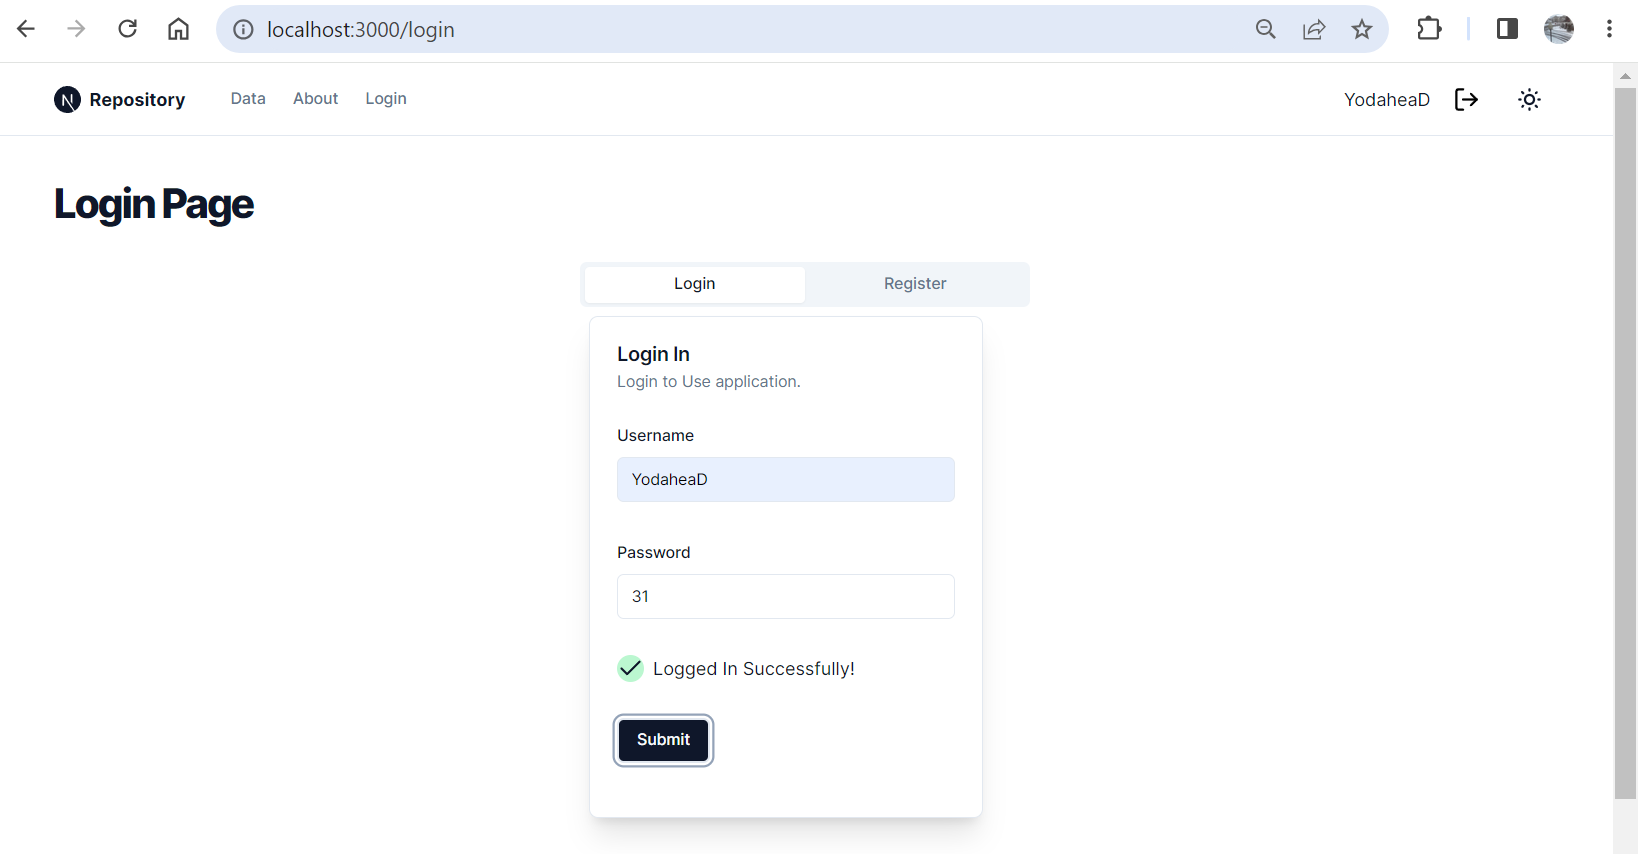 localhost:3000/login
N Repository Data About Login YodaheaD
Login Page
Login Register
Login In
Login to Use application.
Username
YodaheaD
Password
31
Logged In Successfully!
Submit